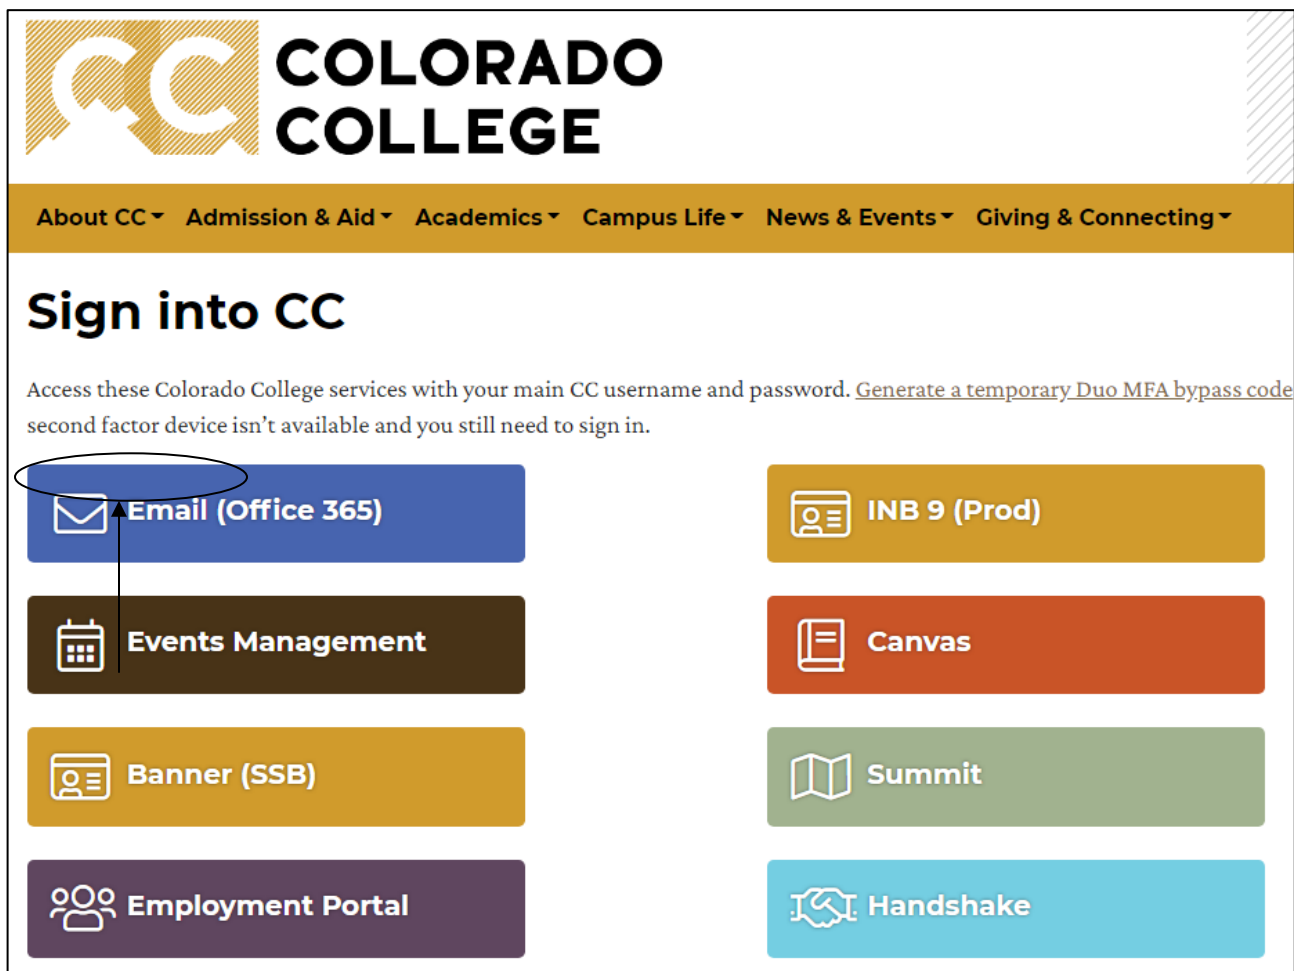 CC COLORADO
COLLEGE
About CC Admission & Aid Academics Campus Life News & Events Giving & Connecting
Sign into CC
Access these Colorado College services with your main CC username and password. Generate a temporary Duo MFA bypass code
second factor device isn’t available and you still need to sign in.
Email (Office 365)
INB 9 (Prod)
Events Management
Canvas
Banner (SSB)
Summit
Employment Portal
Handshake